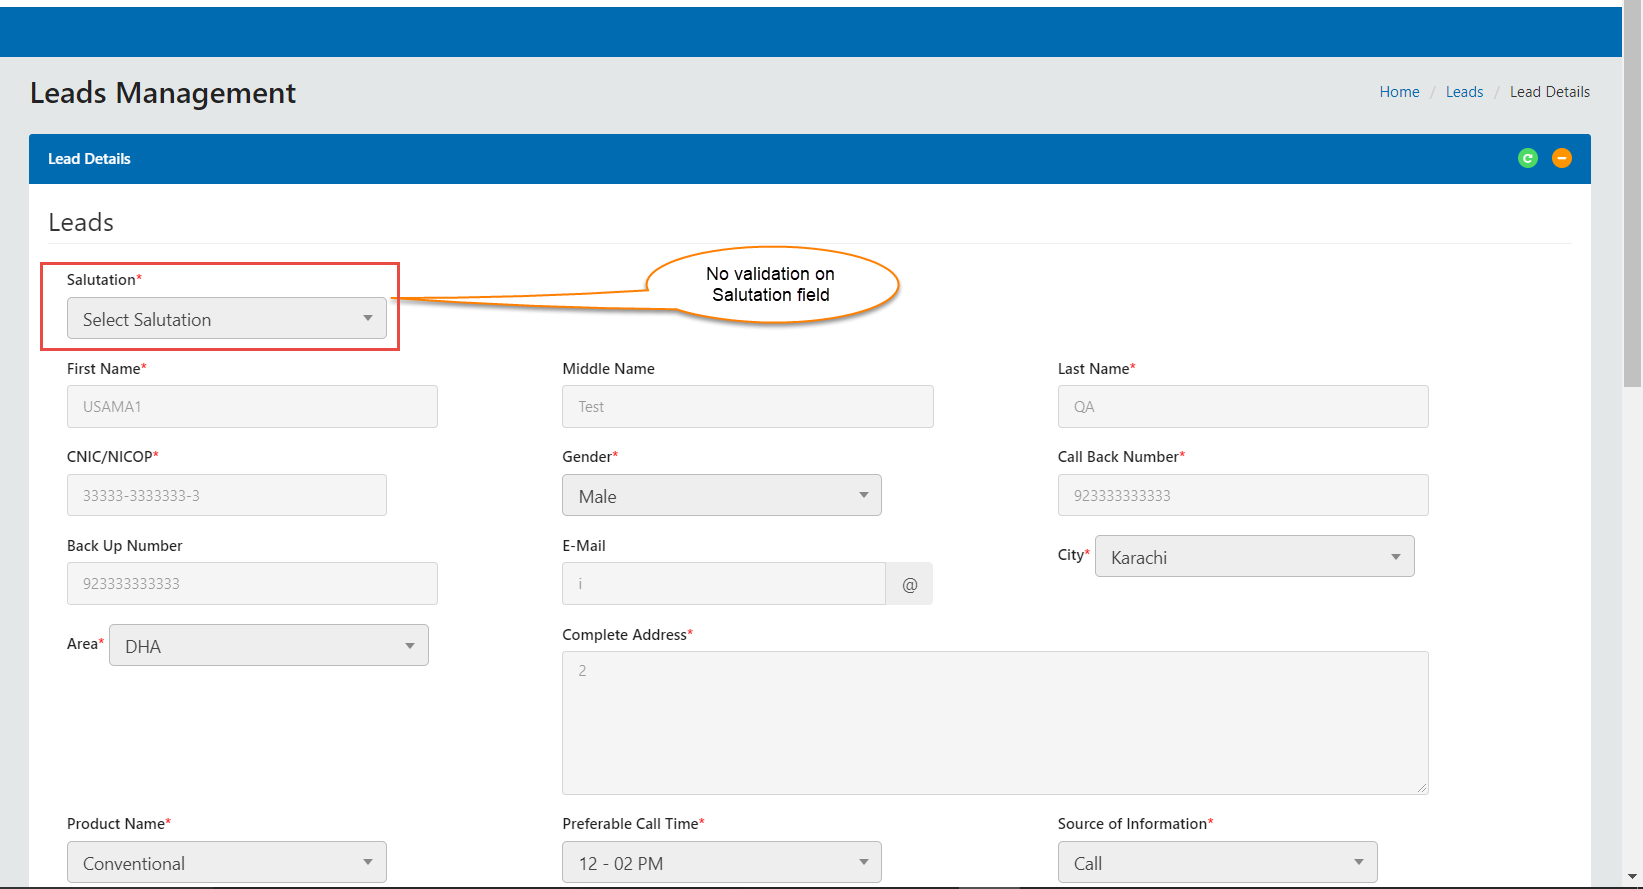 Leads Management
Home / Leads / Lead Details
Lead Details
Leads
No validation on
Salutation field
Salutation*
Select Salutation
First Name*
Middle Name
Last Name*
USAMA1
Test
QA
CNIC/NICOP*
Gender*
Call Back Number*
33333-3333333-3
Male
923333333333
Back Up Number
E-Mail
City*
Karachi
923333333333
i
@
Area*
DHA
Complete Address*
2
Product Name*
Preferable Call Time*
Source of Information*
Conventional
12 - 02 PM
Call